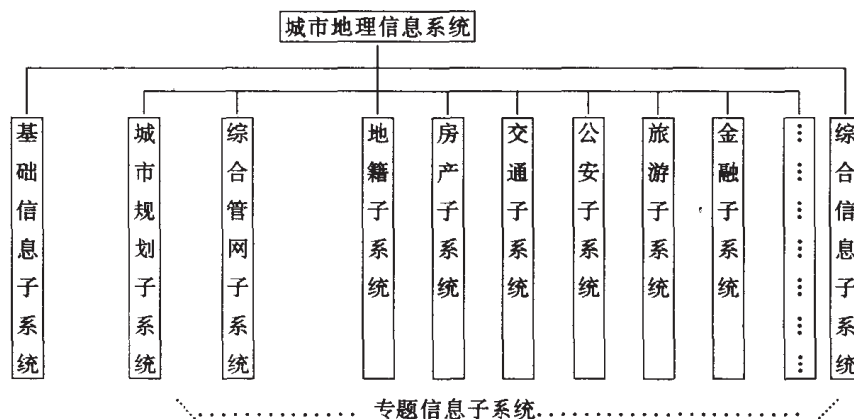 城市地理信息系统
基础信息子系统
城市规划子系统
综合管网子系统
地籍子系统
房产子系统
交通子系统
公安子系统
旅游子系统
金融子系统
⋮⋮⋮⋮⋮⋮⋮
综合信息子系统
专题信息子系统